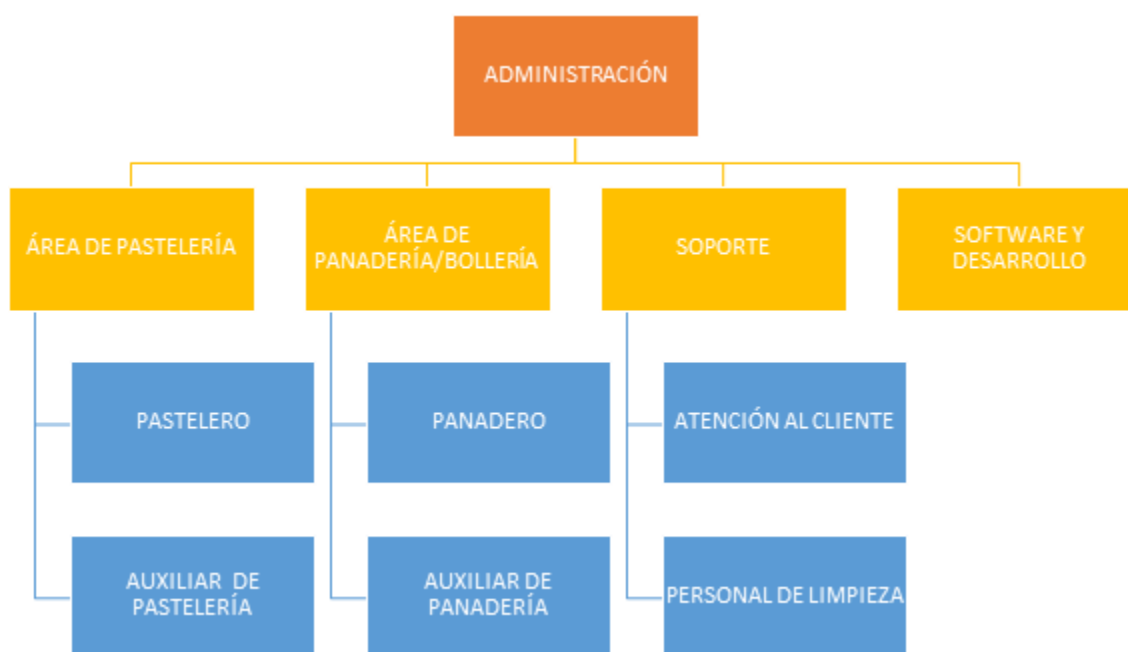 ADMINISTRACIÓN
ÁREA DE PASTELERÍA
ÁREA DE
PANADERÍA/BOLLERÍA
SOPORTE
SOFTWARE Y
DESARROLLO
PASTELERO
PANADERO
ATENCIÓN AL CLIENTE
AUXILIAR DE
PASTELERÍA
AUXILIAR DE
PANADERÍA
PERSONAL DE LIMPIEZA